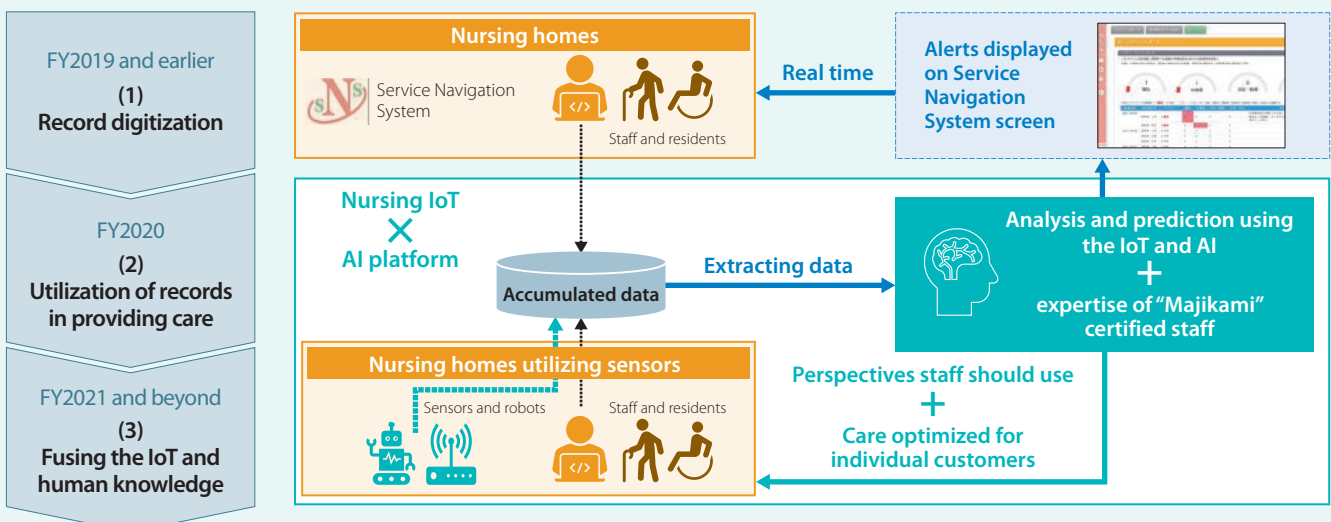 FY2019 and earlier
(1)
Record digitization
FY2020
(2)
Utilization of records
in providing care
FY2021 and beyond
(3)
Fusing the IoT and
human knowledge
Nursing homes
sNs
Service Navigation
System
</>
Staff and residents
Real time
Alerts displayed
on Service
Navigation
System screen
Nursing IoT
×
AI platform
Accumulated data
Extracting data
Analysis and prediction using
the IoT and AI
+
expertise of “Majikami”
certified staff
Nursing homes utilizing sensors
Sensors and robots
Staff and residents
</>
Perspectives staff should use
+
Care optimized for
individual customers